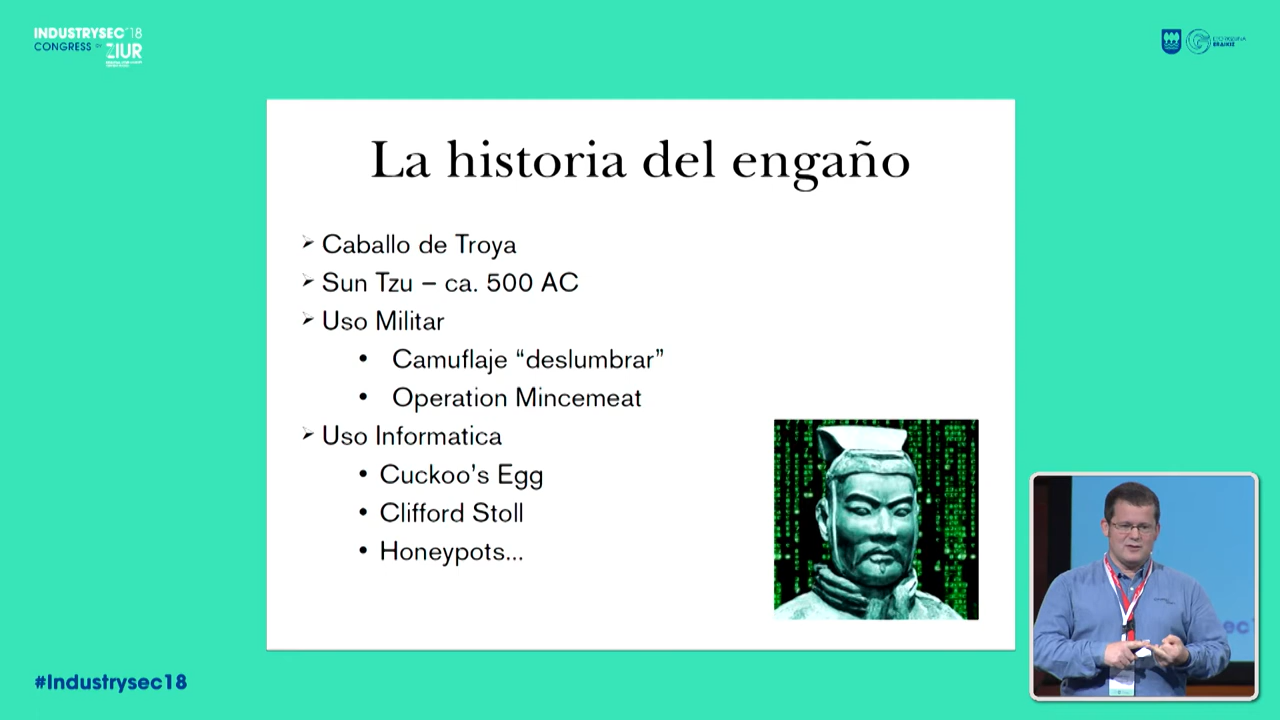 INDUSTRYSEC'18
CONGRESS BY ZIUR
La historia del engaño
Caballo de Troya
Sun Tzu – ca. 500 AC
Uso Militar
Camuflaje “deslumbrar”
Operation Mincemeat
Uso Informatica
Cuckoo's Egg
Clifford Stoll
Honeypots...
#Industrysec18